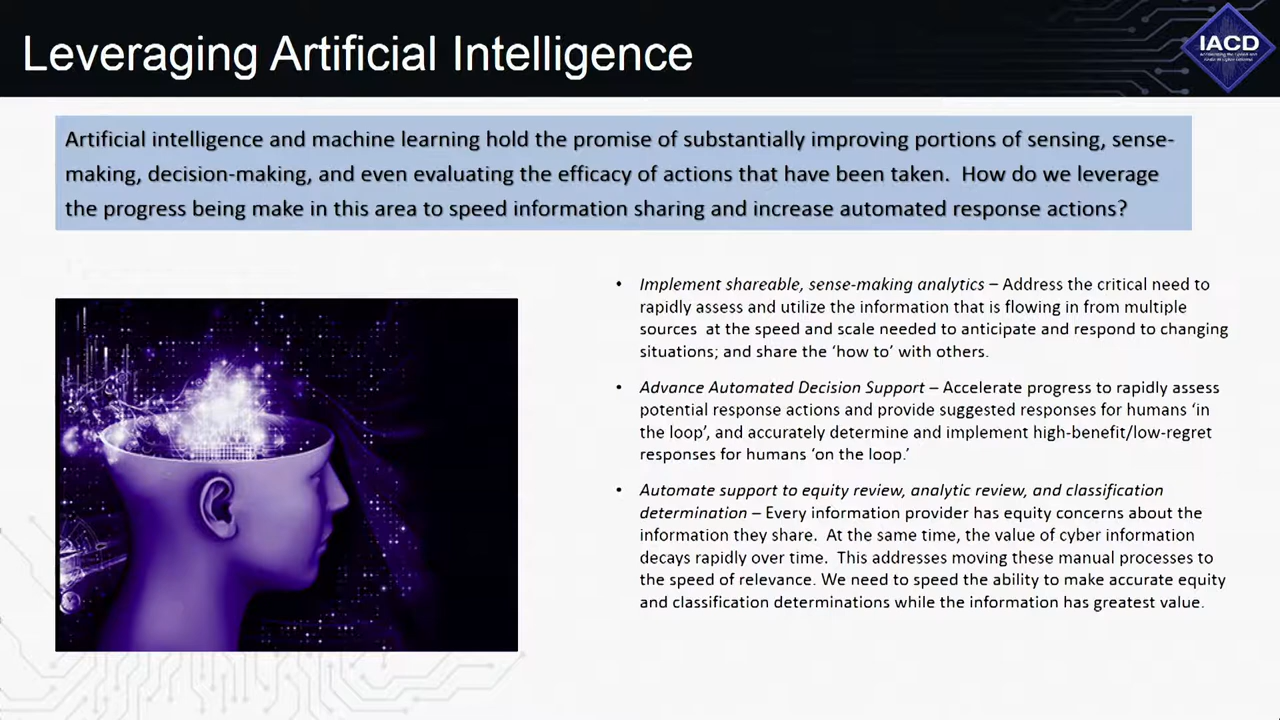 Leveraging Artificial Intelligence
IACD
Artificial intelligence and machine learning hold the promise of substantially improving portions of sensing, sense-
making, decision-making, and even evaluating the efficacy of actions that have been taken.  How do we leverage
the progress being make in this area to speed information sharing and increase automated response actions?
• Implement shareable, sense-making analytics – Address the critical need to
rapidly assess and utilize the information that is flowing in from multiple
sources  at the speed and scale needed to anticipate and respond to changing
situations; and share the ‘how to’ with others.
• Advance Automated Decision Support – Accelerate progress to rapidly assess
potential response actions and provide suggested responses for humans ‘in
the loop’, and accurately determine and implement high-benefit/low-regret
responses for humans ‘on the loop.’
• Automate support to equity review, analytic review, and classification
determination – Every information provider has equity concerns about the
information they share.  At the same time, the value of cyber information
decays rapidly over time.  This addresses moving these manual processes to
the speed of relevance. We need to speed the ability to make accurate equity
and classification determinations while the information has greatest value.